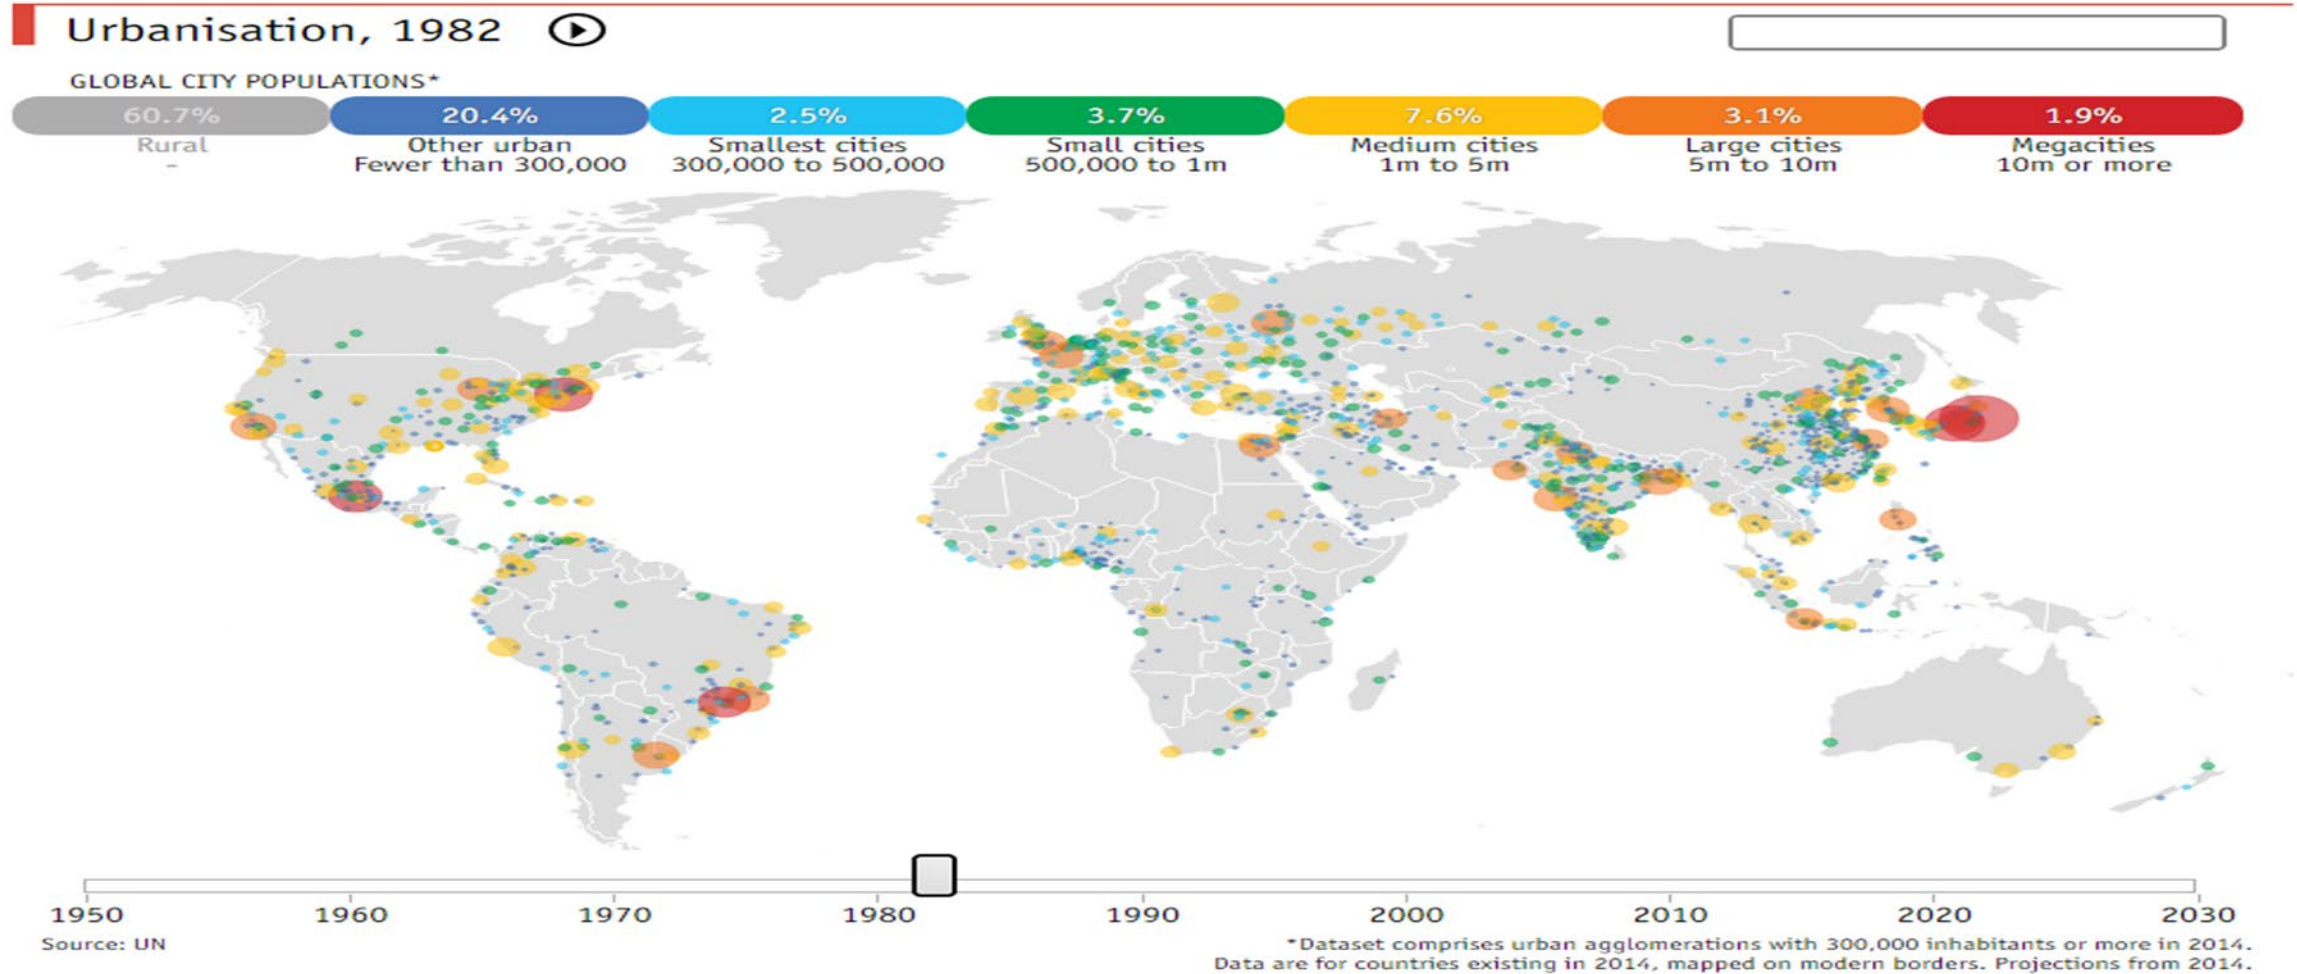 Urbanisation, 1982
GLOBAL CITY POPULATIONS*
60.7% 20.4% 2.5% 3.7% 7.6% 3.1% 1.9%
Rural Other urban Smallest cities Small cities Medium cities Large cities Megacities
- Fewer than 300,000 300,000 to 500,000 500,000 to 1m 1m to 5m 5m to 10m 10m or more
1950 1960 1970 1980 1990 2000 2010 2020 2030
Source: UN *Dataset comprises urban agglomerations with 300,000 inhabitants or more in 2014.
Data are for countries existing in 2014, mapped on modern borders. Projections from 2014.